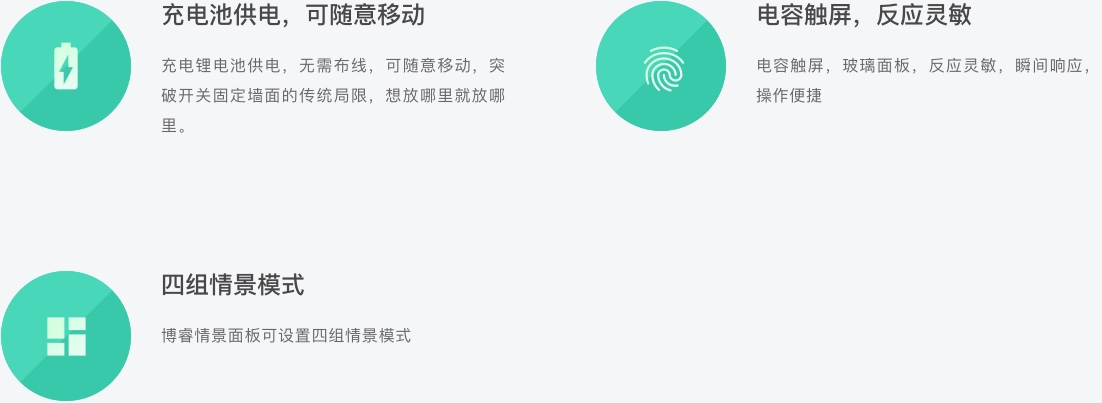 充电池供电，可随意移动
充电锂电池供电，无需布线，可随意移动，突
破开关固定墙面的传统局限，想放哪里就放哪
里。
电容触屏，反应灵敏
电容触屏，玻璃面板，反应灵敏，瞬间响应，
操作便捷
四组情景模式
博睿情景面板可设置四组情景模式